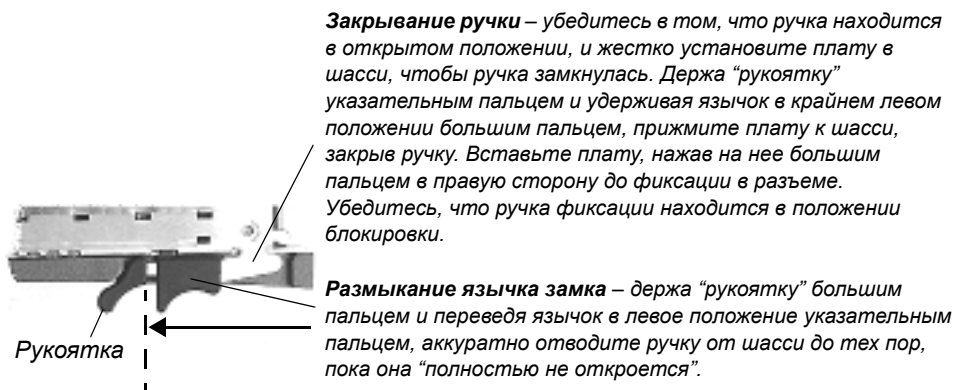 Закрывание ручки – убедитесь в том, что ручка находится
в открытом положении, и жестко установите плату в
шасси, чтобы ручка замкнулась. Держа “рукоятку”
указательным пальцем и удерживая язычок в крайнем левом
положении большим пальцем, прижмите плату к шасси,
закрыв ручку. Вставьте плату, нажав на нее большим
пальцем в правую сторону до фиксации в разъеме.
Убедитесь, что ручка фиксации находится в положении
блокировки.
Размыкание язычка замка – держа “рукоятку” большим
пальцем и переведя язычок в левое положение указательным
пальцем, аккуратно отводите ручку от шасси до тех пор,
пока она “полностью не откроется”.
Рукоятка